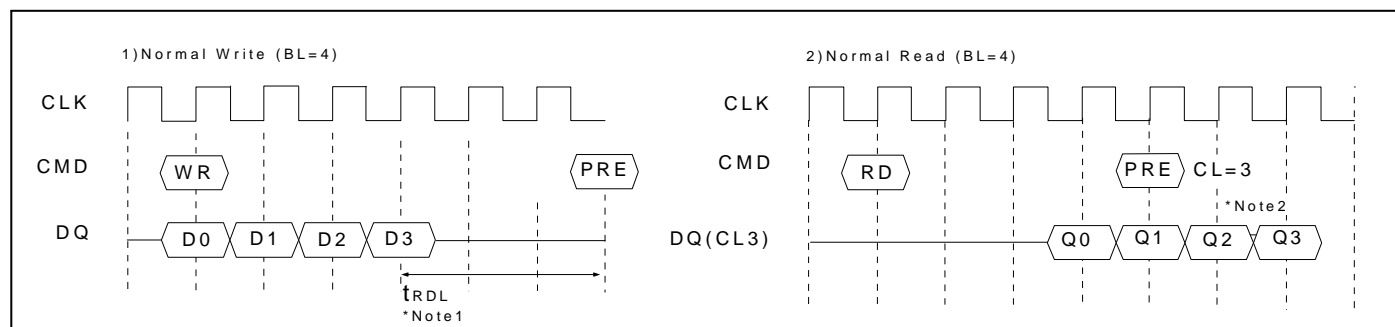 1)Normal Write (BL=4)
CLK
CMD WR PRE
DQ D0 D1 D2 D3
tRDL
*Note1
2)Normal Read (BL=4)
CLK
CMD RD PRE CL=3
*Note2
DQ(CL3) Q0 Q1 Q2 Q3